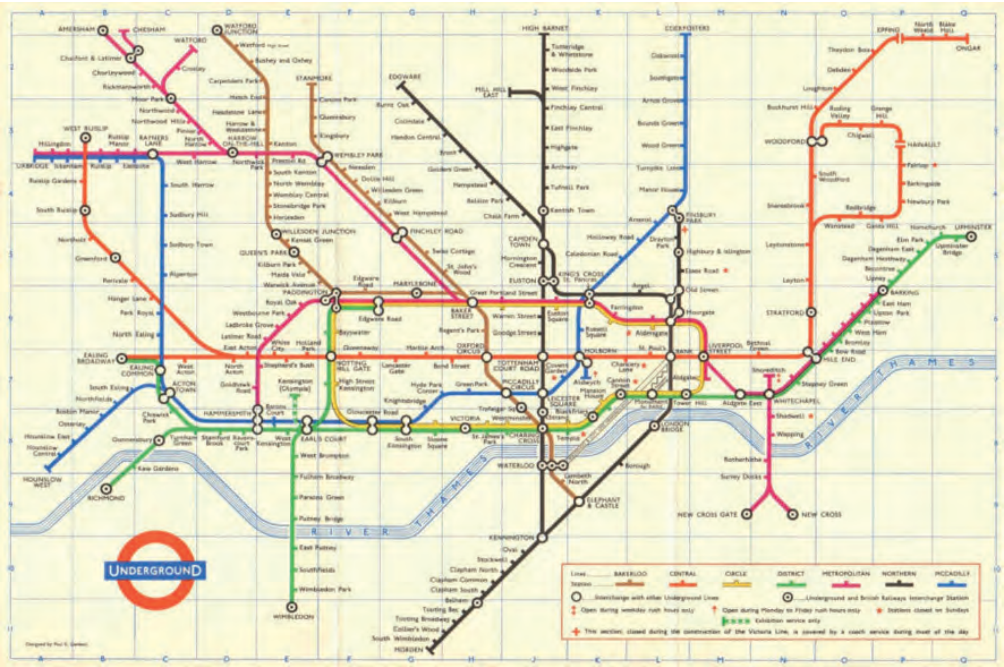 A B C D E F G H J K L M N O P Q
AMERSHAM
CHESHAM
WATFORD
WATFORD
JUNCTION
HIGH BARNET
COCKFOSTERS
EPPING
North
Weald
Blake
Hall
ONGAR
Chalfont & Latimer
Chorleywood
Rickmansworth
Croxley
Moor Park
Northwood
Northwood Hills
Pinner
North
Harrow
Watford High Street
Bushey and Oxhey
Carpenders Park
Hatch End
Headstone Lane
Harrow &
Wealdstone
Kenton
STANMORE
Canons Park
Queensbury
Kingsbury
EDGWARE
Burnt Oak
Colindale
Hendon Central
Brent
Golders Green
Hampstead
Belsize Park
Chalk Farm
MILL HILL
EAST
Totteridge
& Whetstone
Woodside Park
West Finchley
Finchley Central
East Finchley
Highgate
Archway
Tufnell Park
Kentish Town
Oakwood
Southgate
Arnos Grove
Bounds Green
Wood Green
Turnpike Lane
Manor House
Theydon Bois
Debden
Loughton
Buckhurst Hill
Roding
Valley
Grange
Hill
Chigwell
HAINAULT
Fairlop
Barkingside
Newbury Park
WOODFORD
South
Woodford
Snaresbrook
Redbridge
Wanstead
Gants Hill
Leytonstone
Leyton
STRATFORD
WEST RUISLIP
Hillingdon
Ruislip
Ruislip
Manor
RAYNERS
LANE
West Harrow
HARROW
ON-THE-HILL
Northwick
Park
Preston Rd
UXBRIDGE
Ickenham
Eastcote
Ruislip Gardens
South Ruislip
Northolt
Greenford
Perivale
Hanger Lane
Park Royal
North Ealing
South Harrow
Sudbury Hill
Sudbury Town
Alperton
South Kenton
North Wembley
Wembley Central
Stonebridge Park
Harlesden
WILLESDEN JUNCTION
Kensal Green
QUEEN'S PARK
Kilburn Park
Maida Vale
Warwick Avenue
PADDINGTON
WEMBLEY PARK
Neasden
Dollis Hill
Willesden Green
Kilburn
West Hampstead
FINCHLEY ROAD
Swiss Cottage
St. John's
Wood
Edgware
Road
MARYLEBONE
Edgware Road
BAKER
STREET
Great Portland Street
CAMDEN
TOWN
Mornington
Crescent
EUSTON
KING'S CROSS
St. Pancras
Warren Street
Euston
Square
Goodge Street
Regent's Park
Arsenal
Holloway Road
Caledonian Road
FINSBURY
PARK
Drayton
Park
Highbury & Islington
Essex Road
Old Street
Angel
Moorgate
Farringdon
Aldersgate
Russell
Square
HOLBORN
Chancery
Lane
St. Paul's
BANK
LIVERPOOL
STREET
Bethnal
Green
MILE END
Royal Oak
Westbourne Park
Ladbroke Grove
Latimer Road
White
City
Holland
Park
Shepherd's Bush
East Acton
North
Acton
West
Acton
EALING
BROADWAY
EALING
COMMON
ACTON
TOWN
South Ealing
Northfields
Boston Manor
Osterley
Hounslow East
Hounslow
Central
HOUNSLOW
WEST
Chiswick
Park
Gunnersbury
Turnham
Green
Kew Gardens
RICHMOND
Stamford
Brook
Ravens-
court
Park
HAMMERSMITH
Goldhawk
Road
Barons
Court
West
Kensington
Kensington
(Olympia)
EARL'S COURT
West Brompton
Fulham Broadway
Parsons Green
Putney Bridge
East Putney
Southfields
Wimbledon Park
WIMBLEDON
Bayswater
Queensway
NOTTING
HILL GATE
High Street
Kensington
Lancaster
Gate
Marble Arch
Bond Street
OXFORD
CIRCUS
TOTTENHAM
COURT ROAD
Gloucester Road
South
Kensington
Sloane
Square
VICTORIA
St. James's
Park
Westminster
CHARING
CROSS
Knightsbridge
Hyde Park
Corner
Green Park
PICCADILLY
CIRCUS
Trafalgar Square
LEICESTER
SQUARE
Covent
Garden
Aldwych
Strand
Temple
Blackfriars
Mansion
House
Cannon
Street
Monument
Tower Hill
Aldgate
Aldgate East
Shoreditch
WHITECHAPEL
Stepney Green
Shadwell
Wapping
Rotherhithe
Surrey Docks
NEW CROSS GATE
NEW CROSS
LONDON
BRIDGE
Borough
WATERLOO
Lambeth
North
ELEPHANT
& CASTLE
KENNINGTON
Oval
Stockwell
Clapham North
Clapham Common
Clapham South
Balham
Tooting Bec
Tooting Broadway
Collier's Wood
South Wimbledon
MORDEN
UPMINSTER
Upminster
Bridge
Hornchurch
Elm Park
Dagenham East
Dagenham Heathway
Becontree
Upney
BARKING
East Ham
Upton Park
Plaistow
West Ham
Bromley
Bow Road
RIVER THAMES
RIVER THAMES
UNDERGROUND
Lines BAKERLOO CENTRAL CIRCLE DISTRICT METROPOLITAN NORTHERN PICCADILLY
Station
Interchange with other Underground Lines
Underground and British Railways Interchange Station
Open during weekday rush hours only
Open during Monday to Friday rush hours only
Stations closed on Sundays
Exhibition service only
This section, closed during the construction of the Victoria Line, is covered by a coach service during most of the day
Designed by Paul E. Garbutt